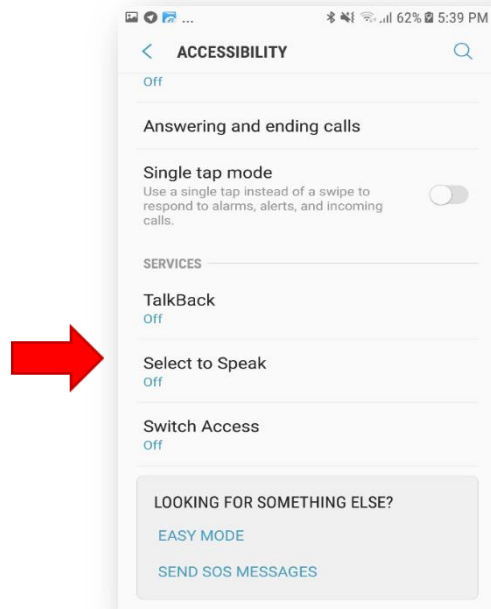 ... 62% 5:39 PM
ACCESSIBILITY
Off
Answering and ending calls
Single tap mode
Use a single tap instead of a swipe to
respond to alarms, alerts, and incoming
calls.
SERVICES
TalkBack
Off
Select to Speak
Off
Switch Access
Off
LOOKING FOR SOMETHING ELSE?
EASY MODE
SEND SOS MESSAGES